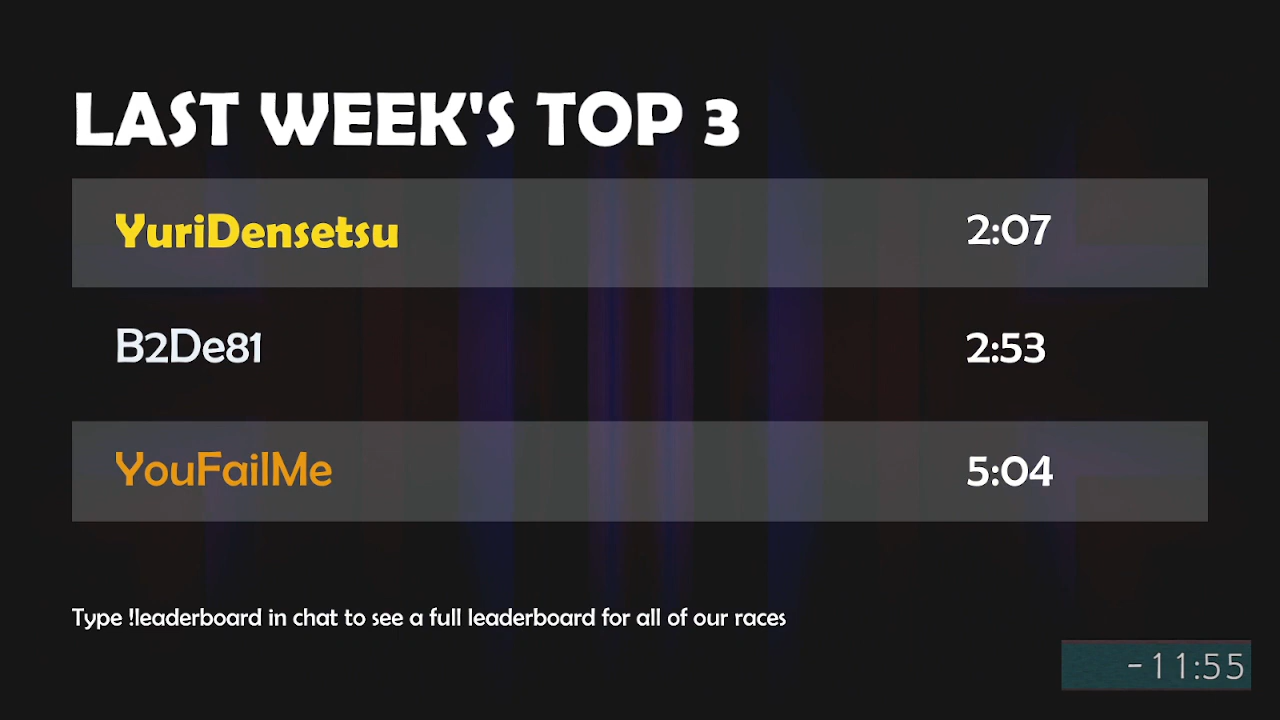 LAST WEEK'S TOP 3
YuriDensetsu 2:07
B2De81 2:53
YouFailMe 5:04
Type !leaderboard in chat to see a full leaderboard for all of our races
-11:55